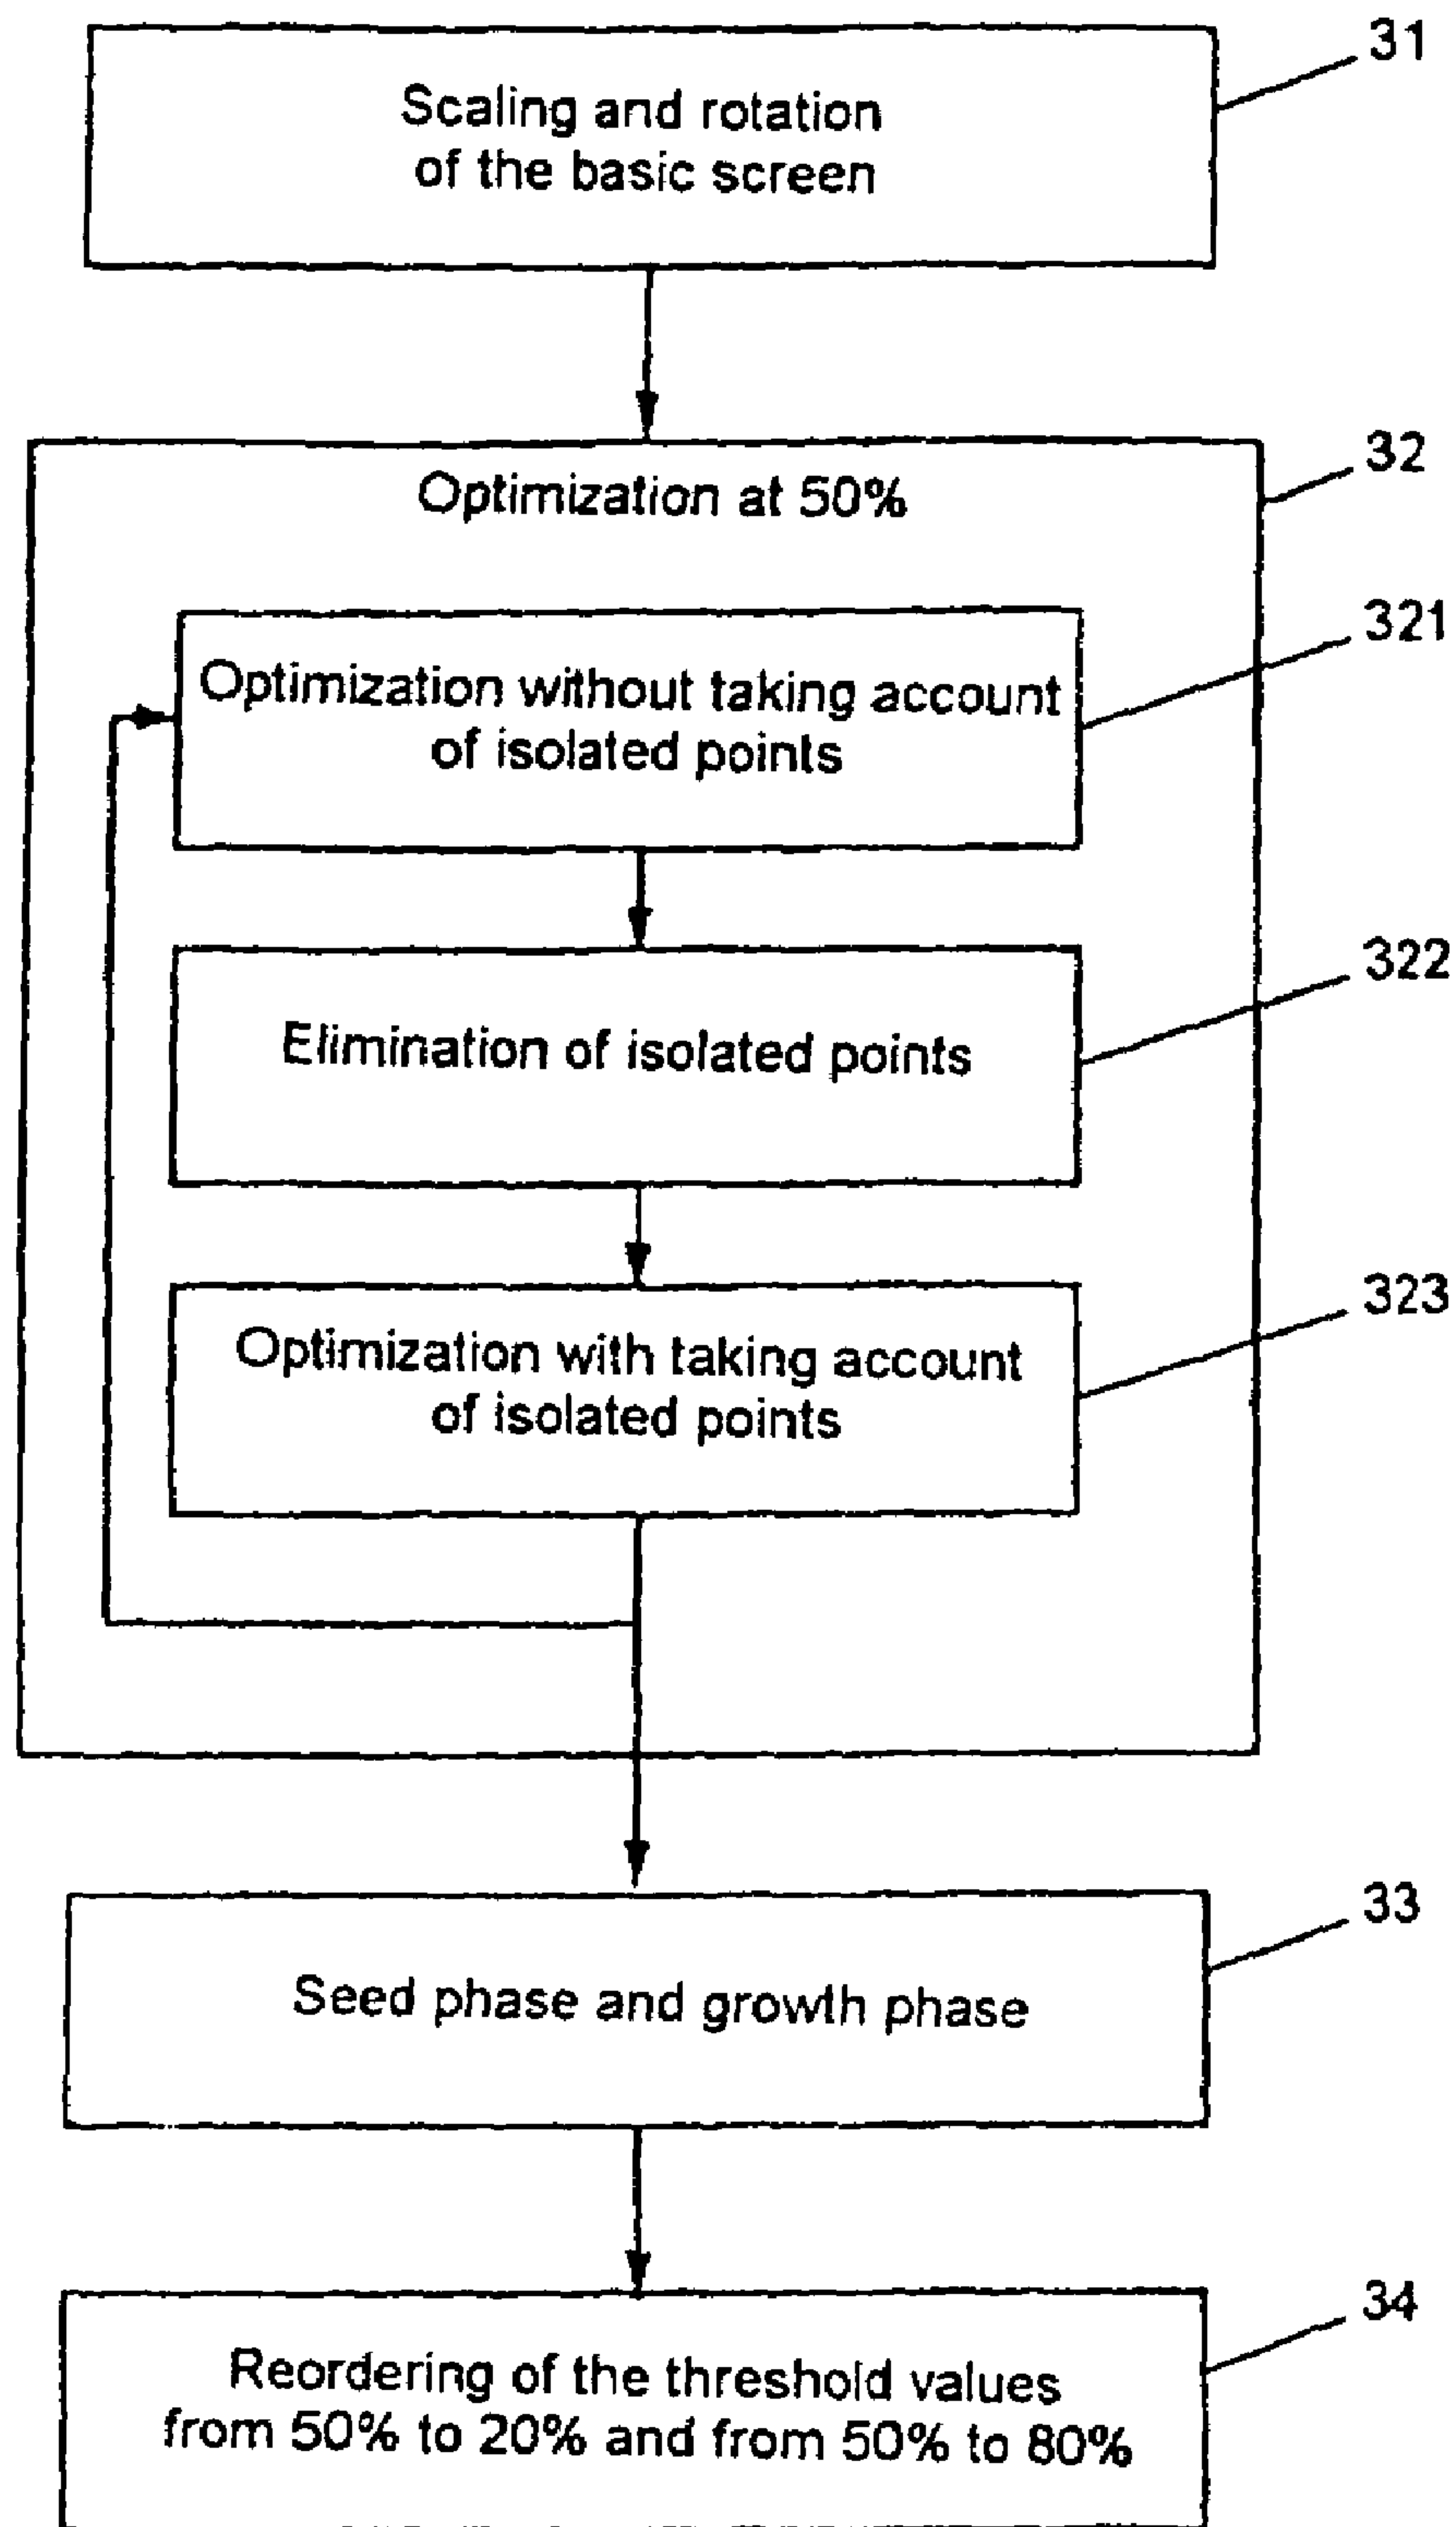 31
Scaling and rotation
of the basic screen
32
Optimization at 50%
321
Optimization without taking account
of isolated points
322
Elimination of isolated points
323
Optimization with taking account
of isolated points
33
Seed phase and growth phase
34
Reordering of the threshold values
from 50% to 20% and from 50% to 80%